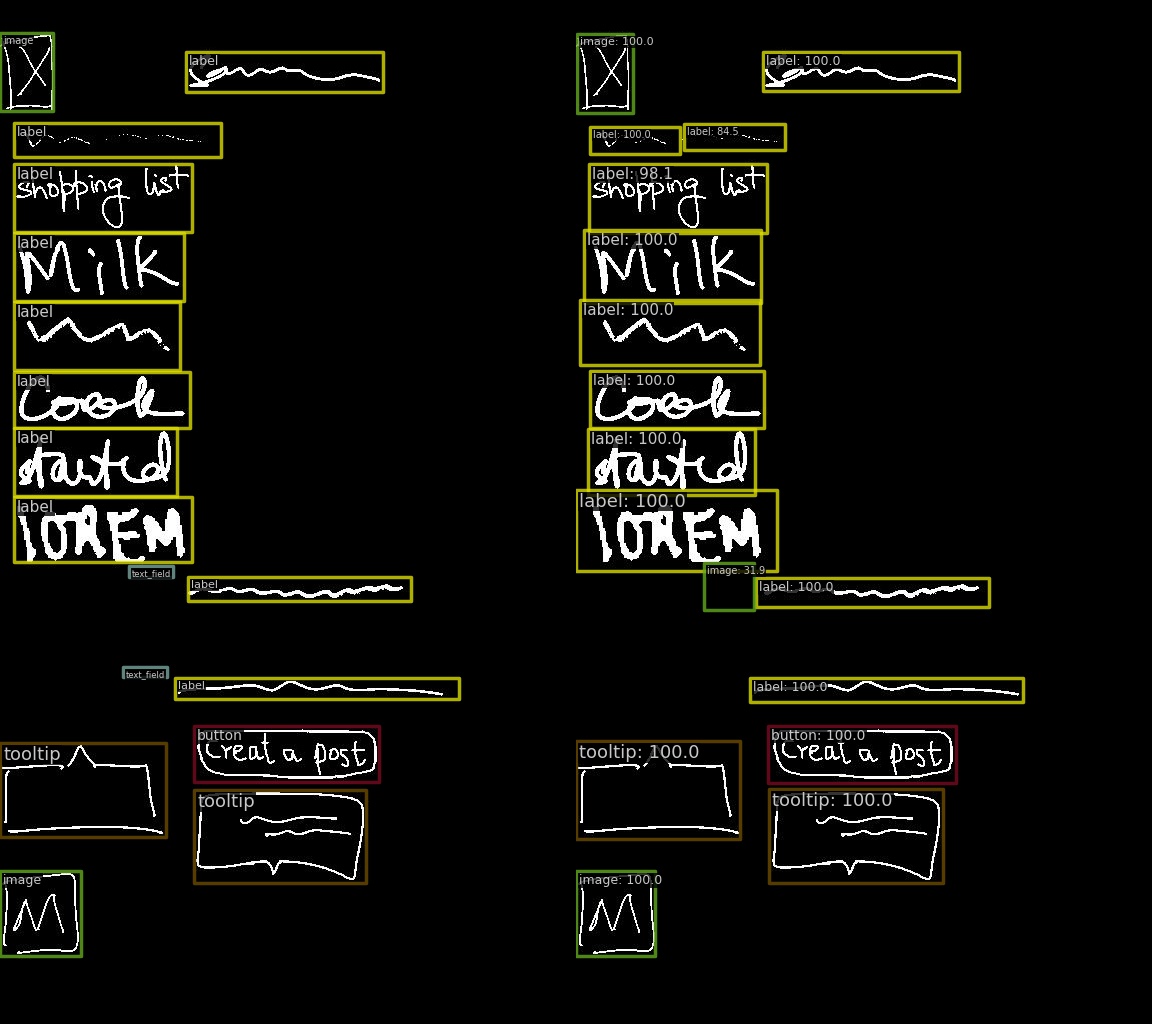 image image: 100.0
label label: 100.0
label label: 100.0 label: 84.5
label label: 98.1
shopping list shopping list
label label: 100.0
Milk Milk
label label: 100.0
label label: 100.0
Cook Cook
label label: 100.0
started started
label label: 100.0
lOREM lOREM
text_field image: 31.9
label label: 100.0
text_field
label label: 100.0
button button: 100.0
Creat a post Creat a post
tooltip tooltip: 100.0
tooltip tooltip: 100.0
image image: 100.0
M M